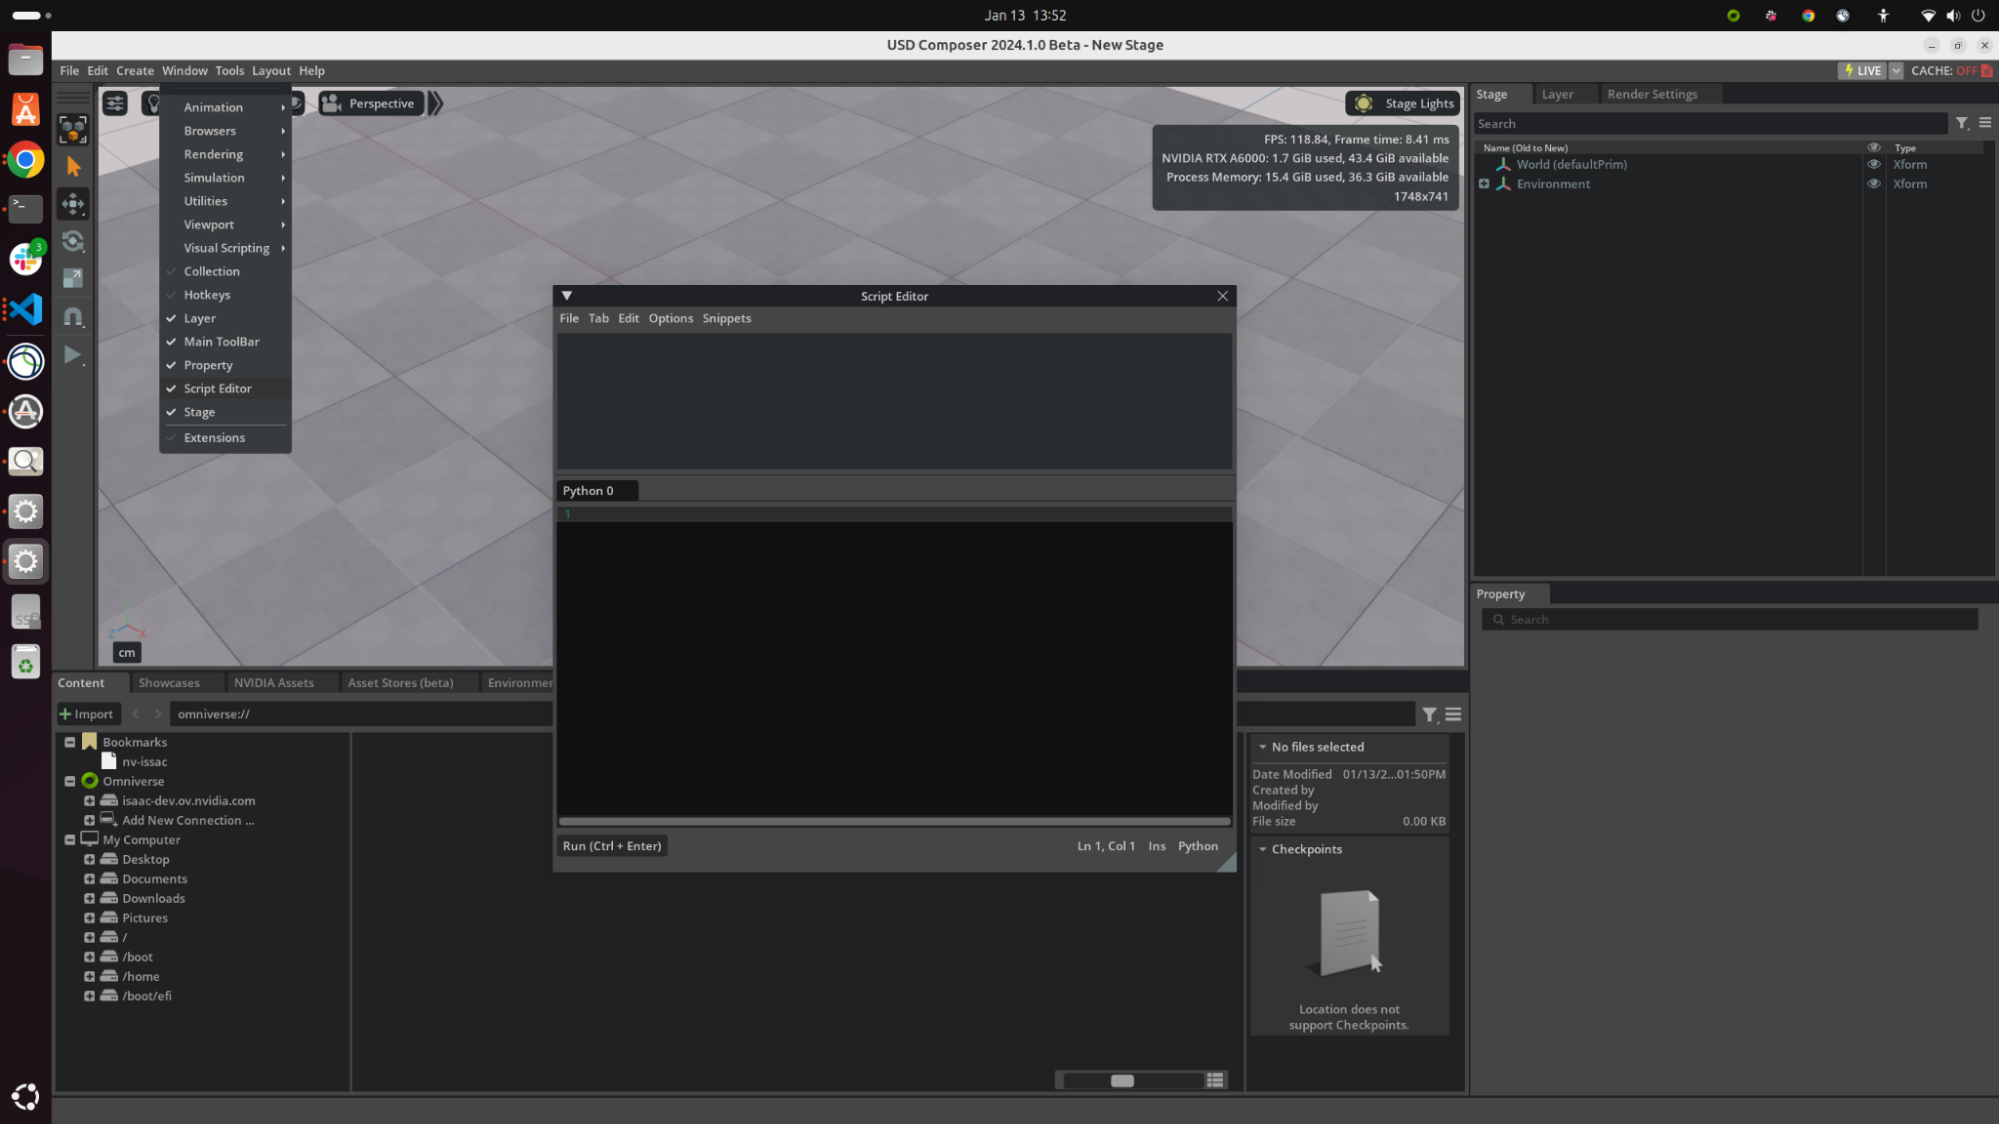 Jan 13 13:52
USD Composer 2024.1.0 Beta - New Stage
File Edit Create Window Tools Layout Help
LIVE CACHE: OFF
Animation
Browsers
Rendering
Simulation
Utilities
Viewport
Visual Scripting
Collection
Hotkeys
Layer
Main ToolBar
Property
Script Editor
Stage
Extensions
Perspective
Stage Lights
FPS: 118.84, Frame time: 8.41 ms
NVIDIA RTX A6000: 1.7 GiB used, 43.4 GiB available
Process Memory: 15.4 GiB used, 36.3 GiB available
1748x741
Y
Z X
cm
3
Script Editor
File Tab Edit Options Snippets
Python 0
1
Run (Ctrl + Enter)
Ln 1, Col 1 Ins Python
Stage Layer Render Settings
Search
Name (Old to New) Type
World (defaultPrim) Xform
Environment Xform
Property
Search
Content Showcases NVIDIA Assets Asset Stores (beta)
Import omniverse://
Bookmarks
nv-issac
Omniverse
isaac-dev.ov.nvidia.com
Add New Connection ...
My Computer
Desktop
Documents
Downloads
Pictures
/
/boot
/home
/boot/efi
No files selected
Date Modified 01/13/2...01:50PM
Created by
Modified by
File size 0.00 KB
Checkpoints
Location does not
support Checkpoints.